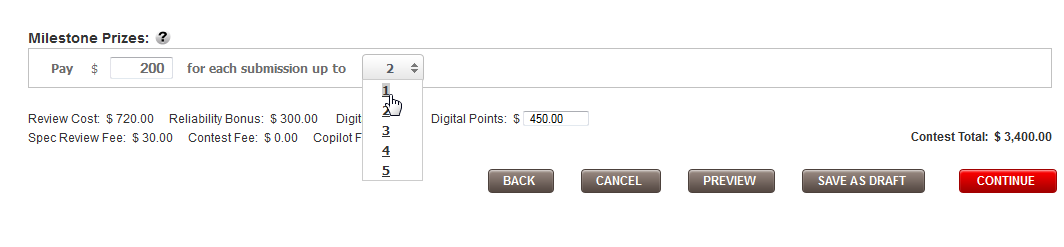 Milestone Prizes: ?
Pay $ 200 for each submission up to 2
1
2
3
4
5
Review Cost: $ 720.00 Reliability Bonus: $ 300.00 Digit Digital Points: $ 450.00
Spec Review Fee: $ 30.00 Contest Fee: $ 0.00 Copilot F Contest Total: $ 3,400.00
BACK CANCEL PREVIEW SAVE AS DRAFT CONTINUE